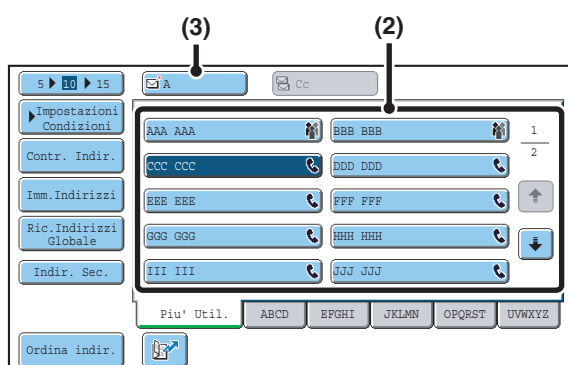 (3) (2)
5 10 15 A Cc
Impostazioni
Condizioni
Contr. Indir.
Imm.Indirizzi
Ric.Indirizzi
Globale
Indir. Sec.
AAA AAA BBB BBB
CCC CCC DDD DDD
EEE EEE FFF FFF
GGG GGG HHH HHH
III III JJJ JJJ
1
2
Piu' Util. ABCD EFGHI JKLMN OPQRST UVWXYZ
Ordina indir.